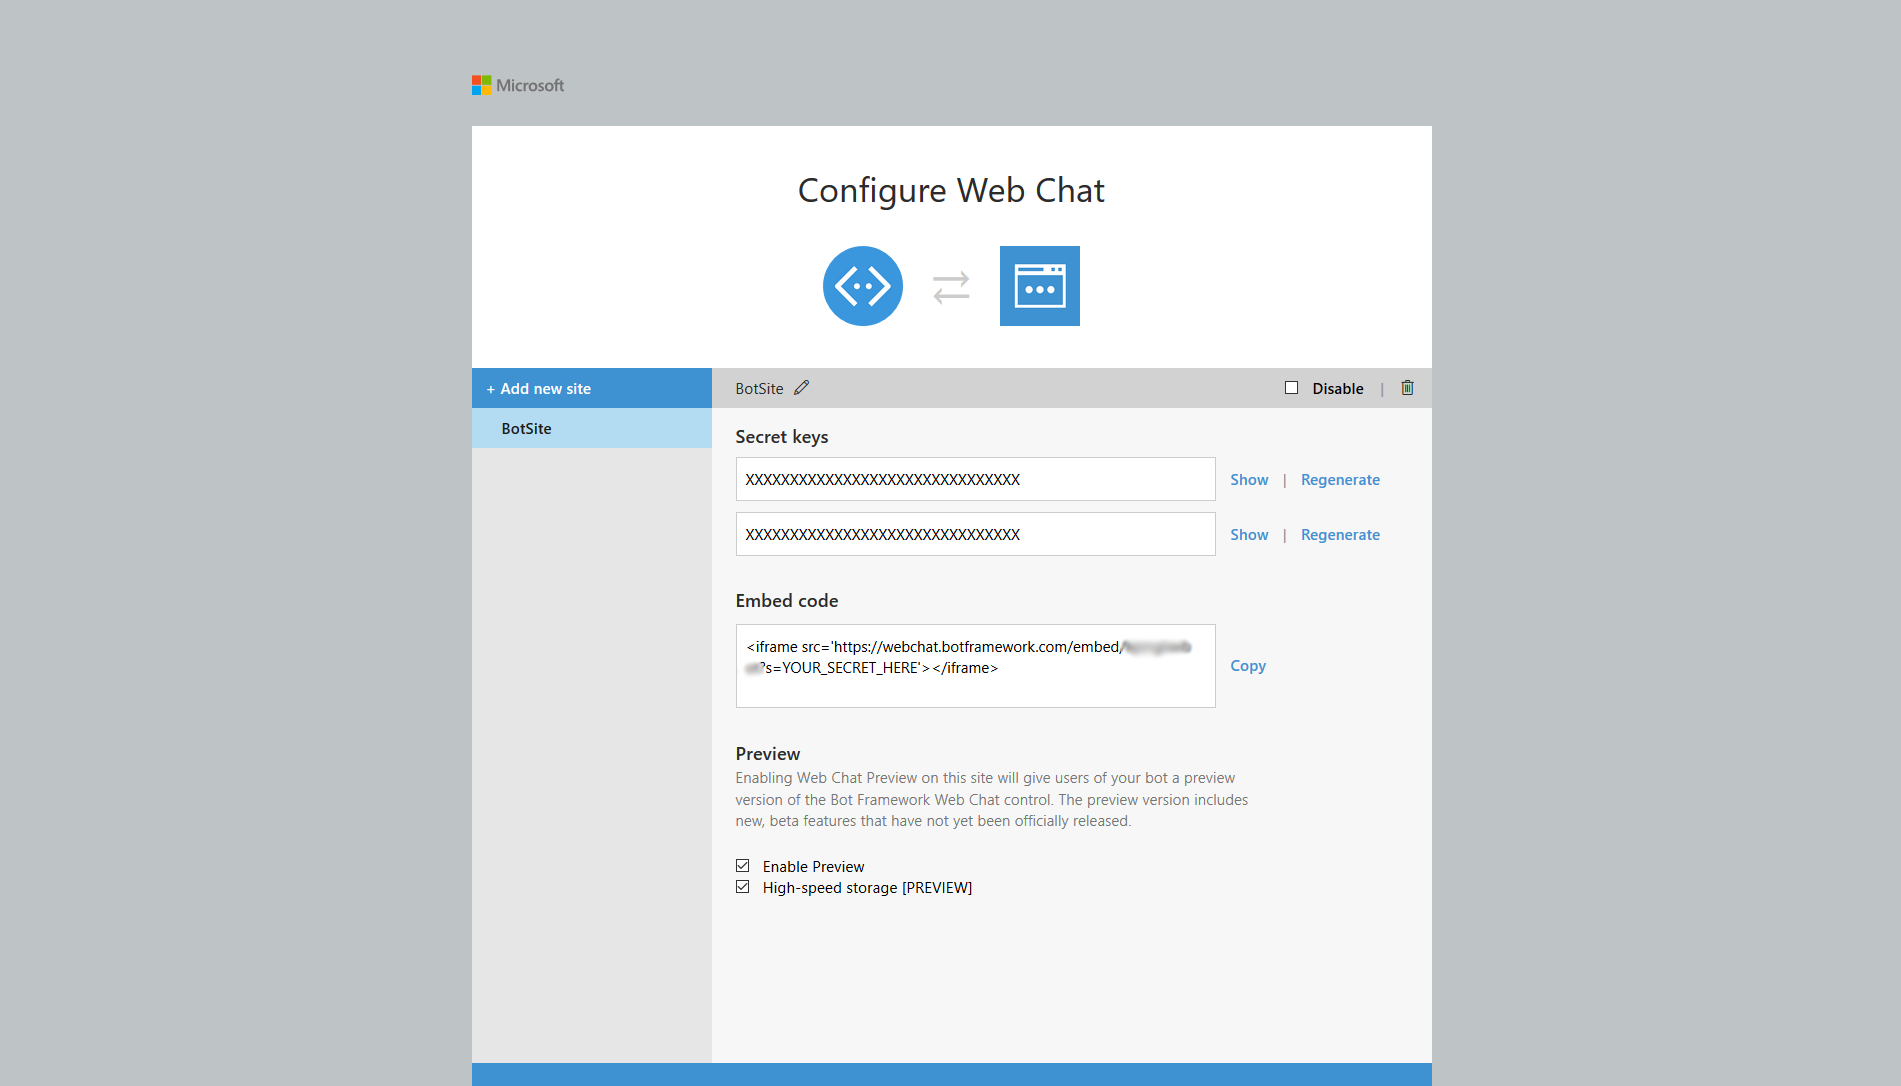 Microsoft
Configure Web Chat
+ Add new site
BotSite
BotSite
Disable |
Secret keys
XXXXXXXXXXXXXXXXXXXXXXXXXXXXXXXX Show | Regenerate
XXXXXXXXXXXXXXXXXXXXXXXXXXXXXXXX Show | Regenerate
Embed code
<iframe src='https://webchat.botframework.com/embed/
?s=YOUR_SECRET_HERE'></iframe>
Copy
Preview
Enabling Web Chat Preview on this site will give users of your bot a preview
version of the Bot Framework Web Chat control. The preview version includes
new, beta features that have not yet been officially released.
Enable Preview
High-speed storage [PREVIEW]